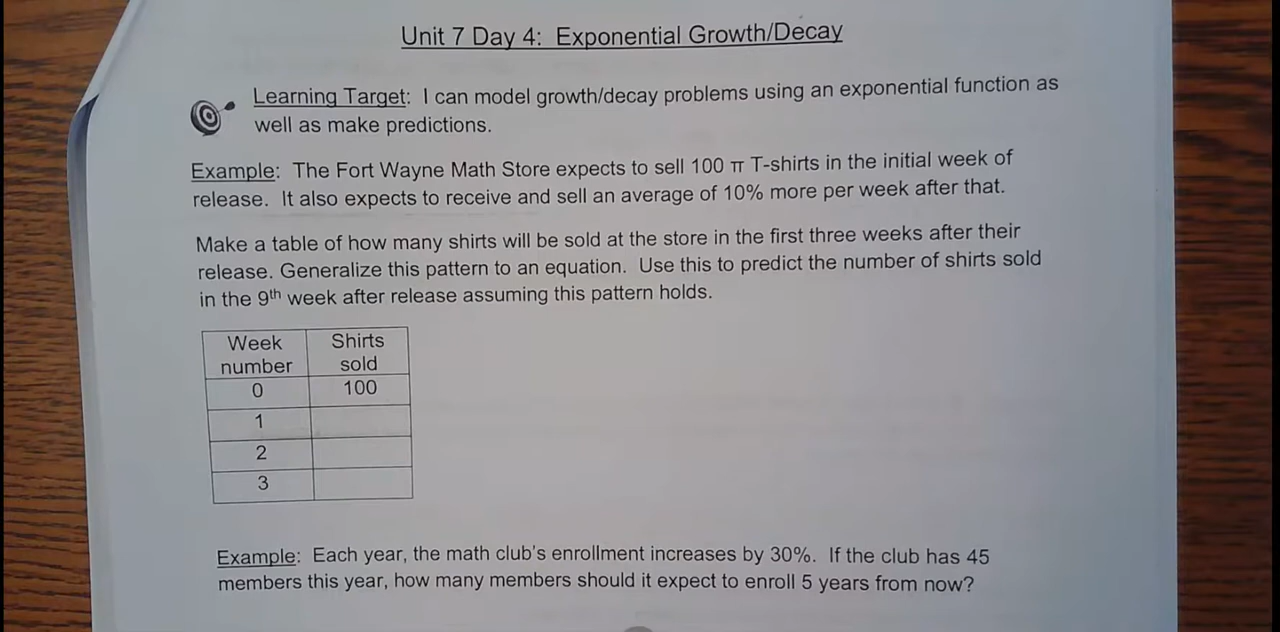 Unit 7 Day 4: Exponential Growth/Decay
Learning Target: I can model growth/decay problems using an exponential function as
well as make predictions.
Example: The Fort Wayne Math Store expects to sell 100 π T-shirts in the initial week of
release. It also expects to receive and sell an average of 10% more per week after that.
Make a table of how many shirts will be sold at the store in the first three weeks after their
release. Generalize this pattern to an equation. Use this to predict the number of shirts sold
in the 9th week after release assuming this pattern holds.
Week number Shirts sold
0 100
1
2
3
Example: Each year, the math club's enrollment increases by 30%. If the club has 45
members this year, how many members should it expect to enroll 5 years from now?